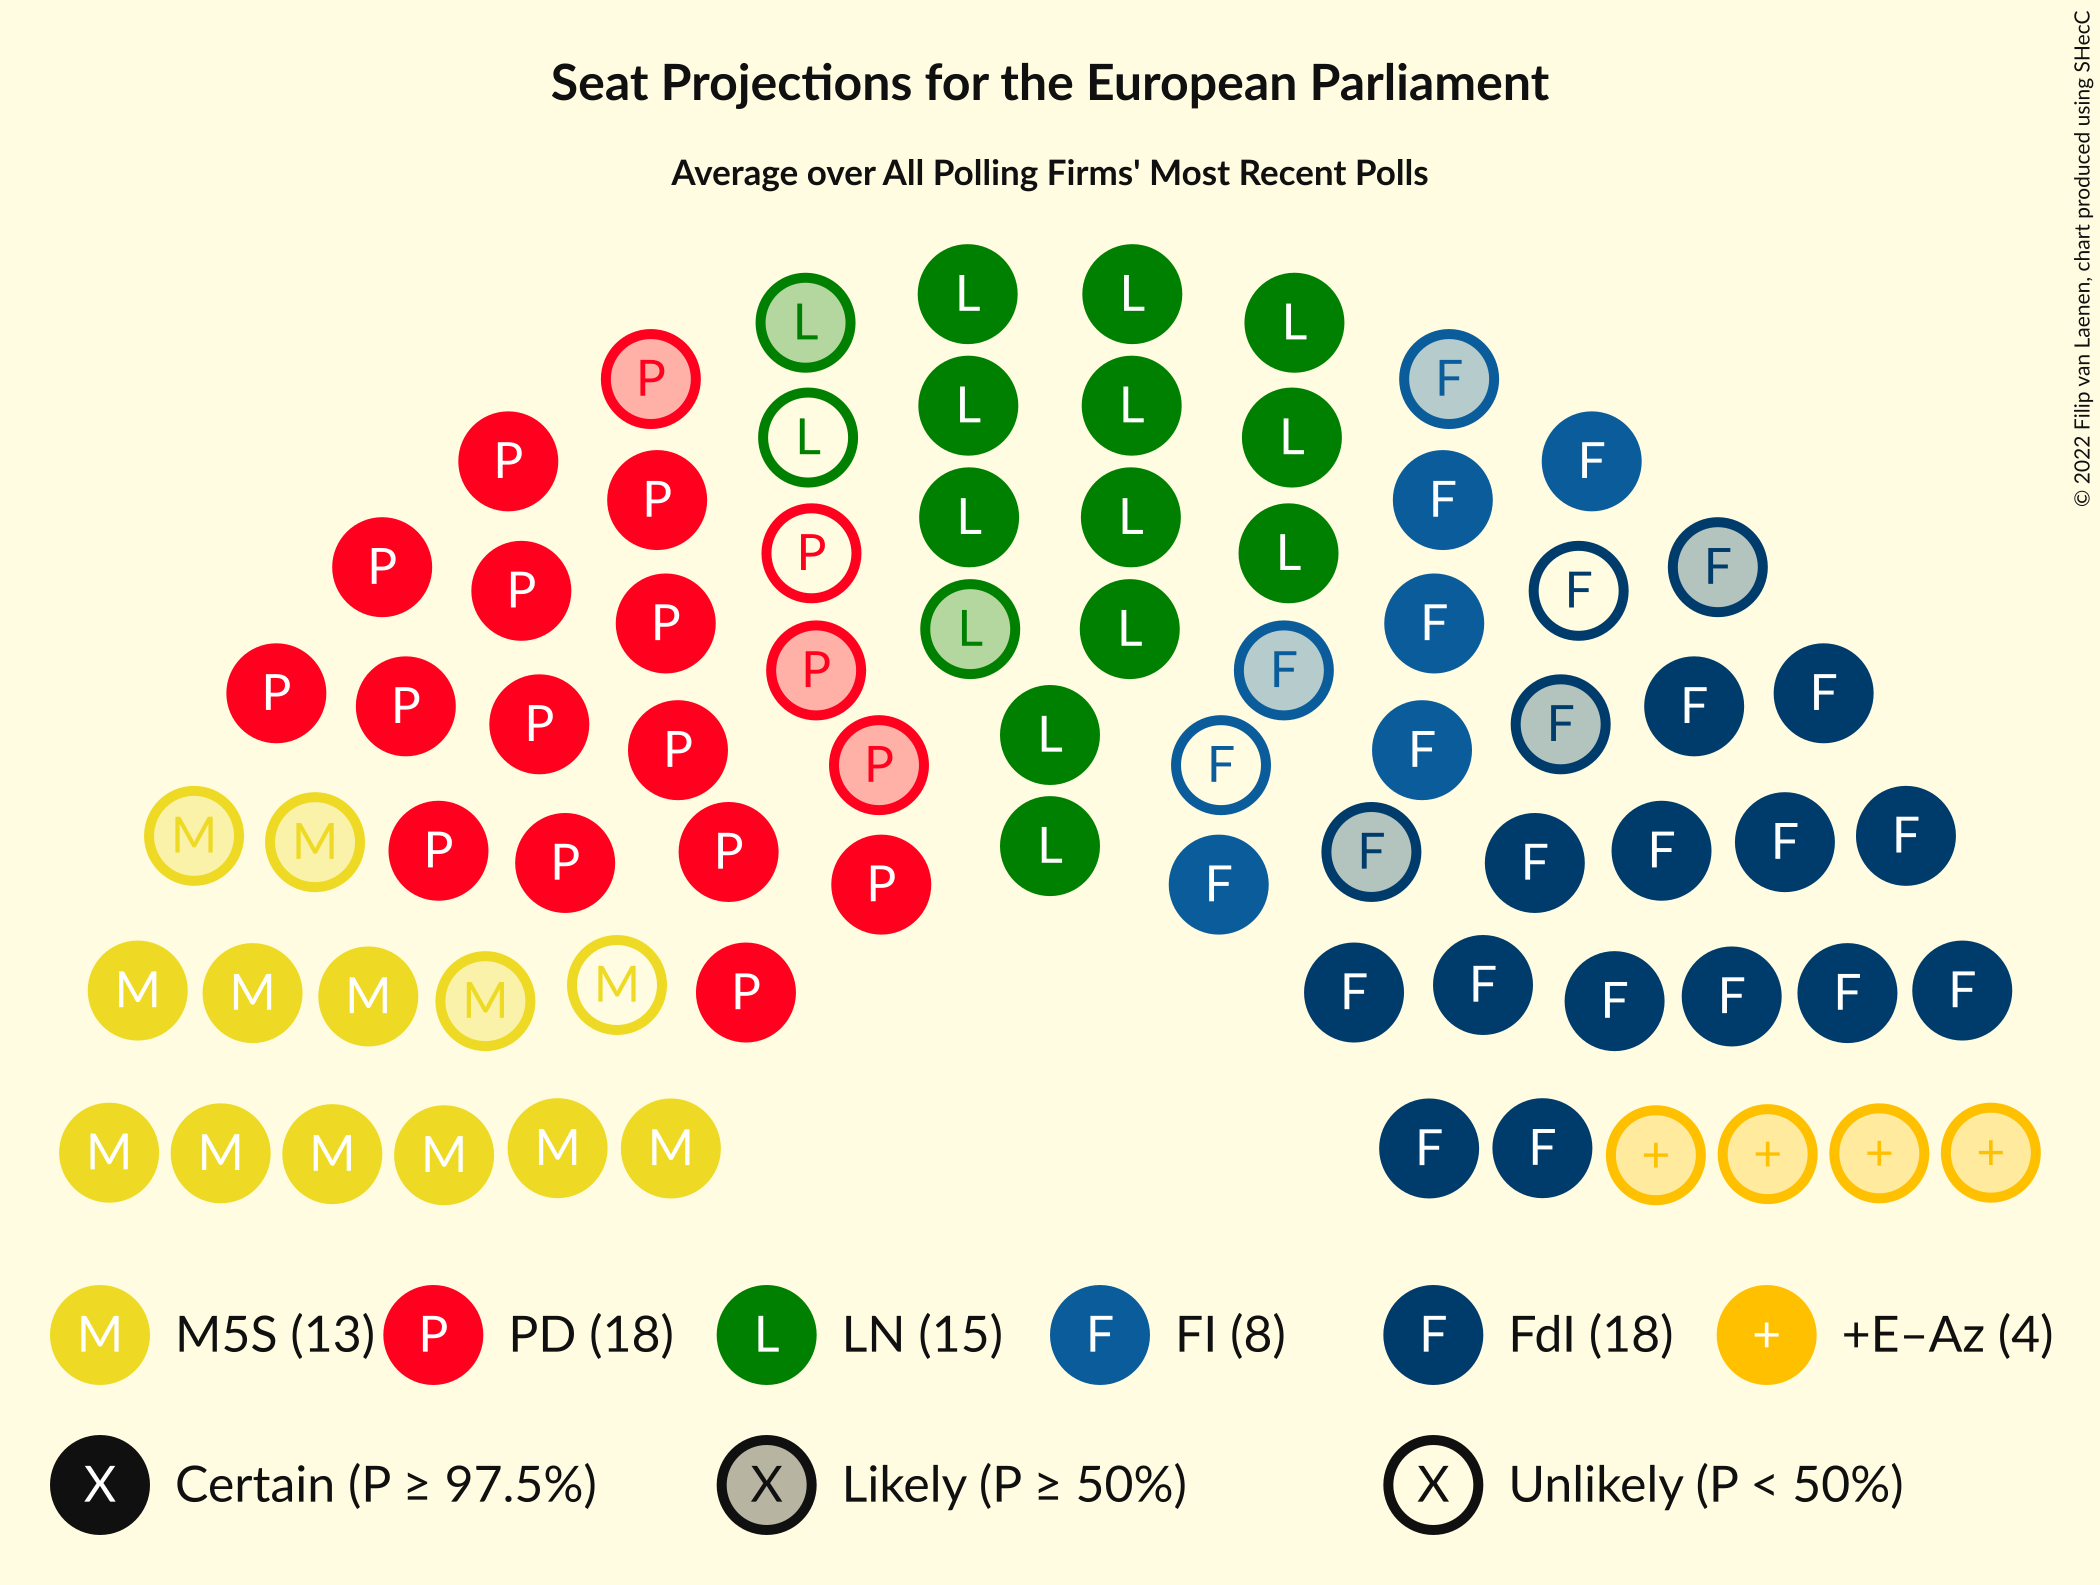 Seat Projections for the European Parliament
Average over All Polling Firms' Most Recent Polls
© 2022 Filip van Laenen, chart produced using SHecC
L L
L L
P F
L L
L L
P F
P F
L L
P F
P F
P F
P F
L L
P F
P F
P F
P F
L
P F
P F
M F
M F
L
P F
P F
P F
P F
M F
M F
M F
M F
M F
M F
P F
M F
M F
M +
M +
M +
M +
M M5S (13)
P PD (18)
L LN (15)
F FI (8)
F FdI (18)
+ +E–Az (4)
X Certain (P ≥ 97.5%)
X Likely (P ≥ 50%)
X Unlikely (P < 50%)